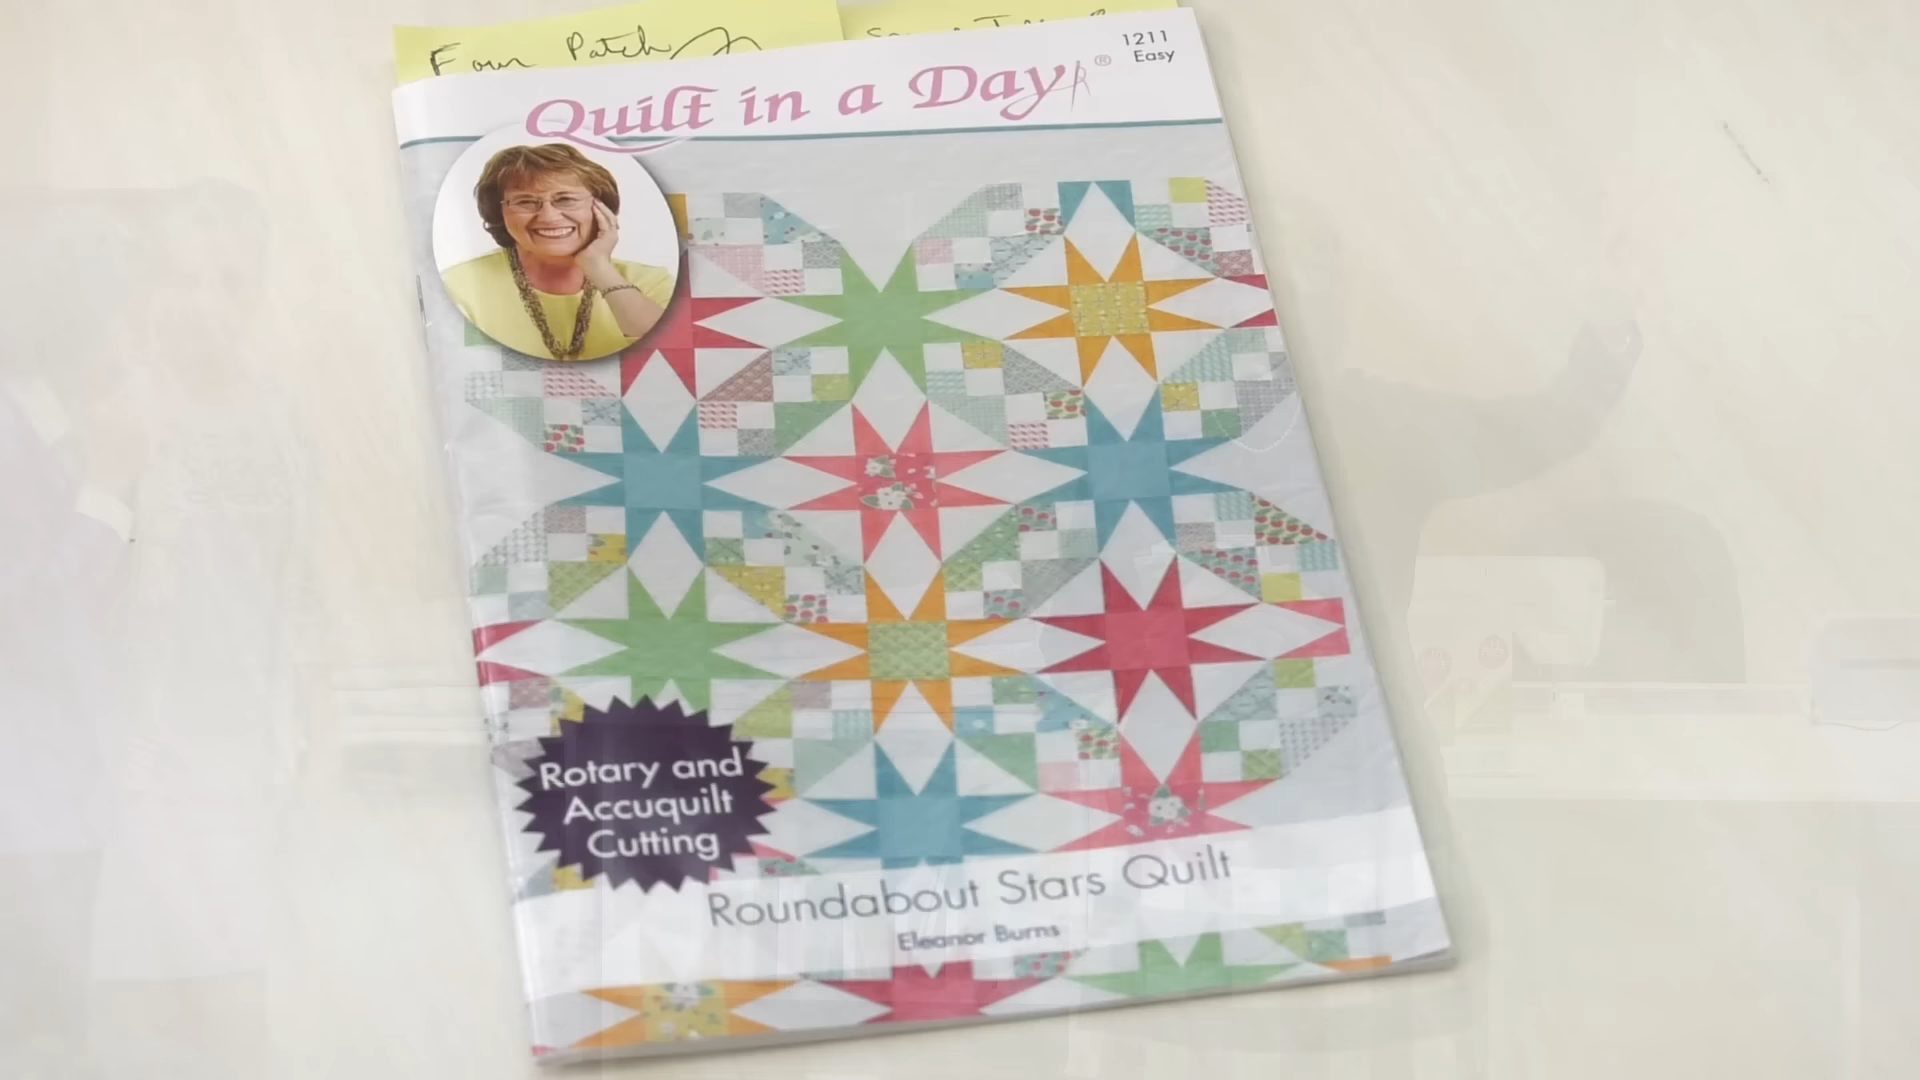 Four Patch
1211
Easy
Quilt in a Day®
Rotary and
Accuquilt
Cutting
Roundabout Stars Quilt
Eleanor Burns